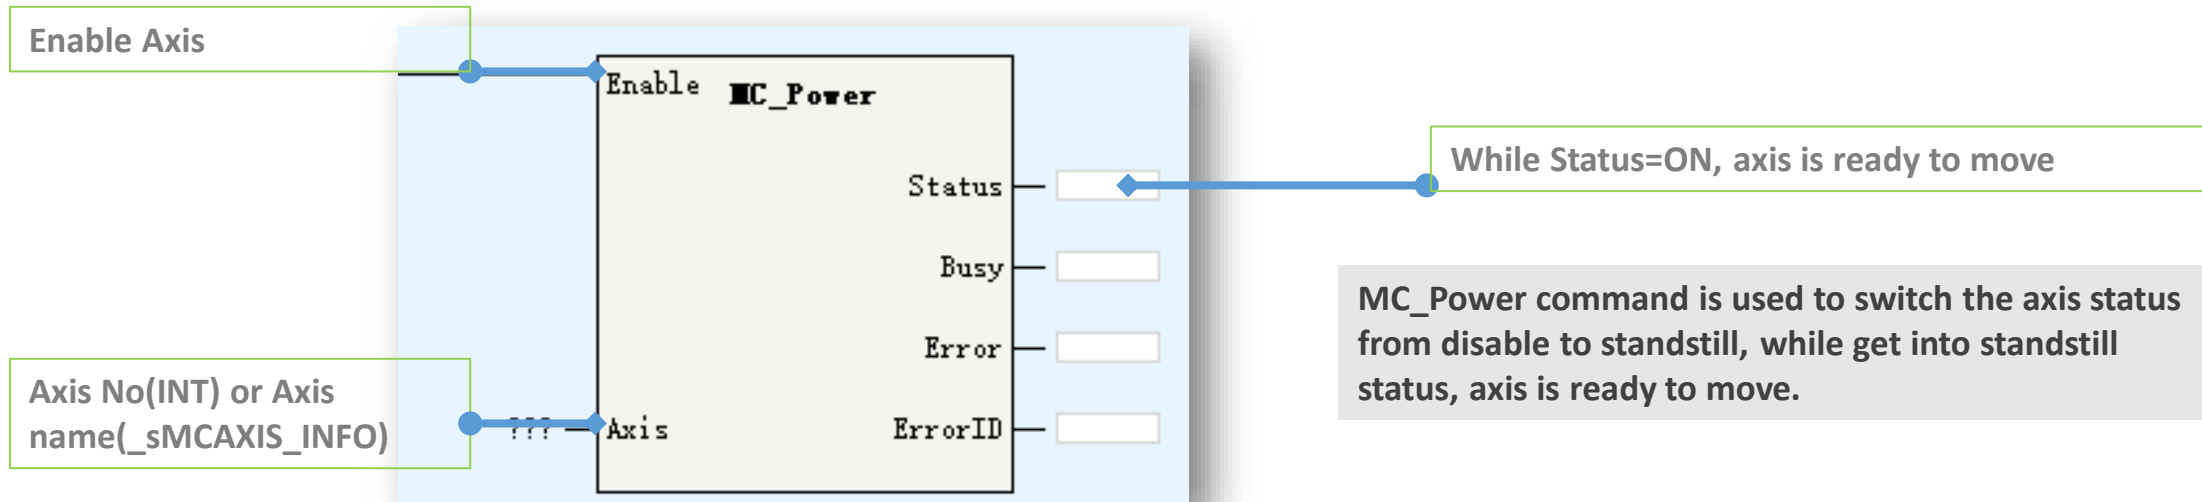 Enable Axis
Enable
MC_Power
Status
While Status=ON, axis is ready to move
Busy
MC_Power command is used to switch the axis status
from disable to standstill, while get into standstill
status, axis is ready to move.
Error
Axis No(INT) or Axis
name(_sMCAXIS_INFO)
???
Axis
ErrorID